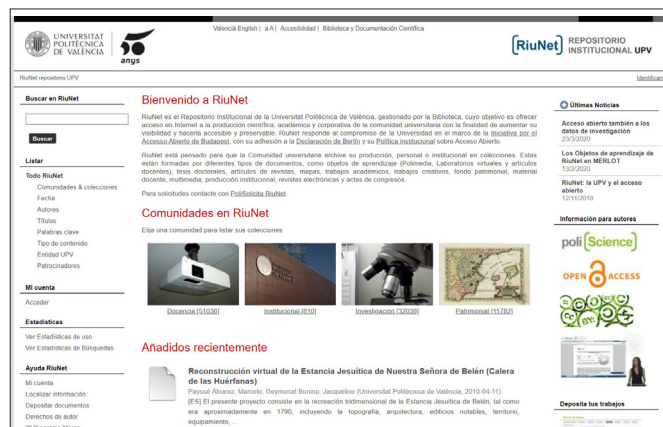 UNIVERSITAT
POLITÈCNICA
DE VALÈNCIA
50
anys
Valencià English | a A | Accesibilidad | Biblioteca y Documentación Científica
[RiuNet] REPOSITORIO
INSTITUCIONAL UPV
RiuNet repositorio UPV
Buscar en RiuNet
Buscar
Listar
Todo RiuNet
Comunidades & colecciones
Fecha
Autores
Títulos
Palabras clave
Tipo de contenido
Entidad UPV
Patrocinadores
Mi cuenta
Acceder
Estadísticas
Ver Estadísticas de uso
Ver Estadísticas de Búsquedas
Ayuda RiuNet
Mi cuenta
Localizar información
Depositar documentos
Derechos de autor
Bienvenido a RiuNet
RiuNet es el Repositorio Institucional de la Universitat Politècnica de València, gestionado por la Biblioteca, cuyo objetivo es ofrecer
acceso en Internet a la producción científica, académica y corporativa de la comunidad universitaria con la finalidad de aumentar su
visibilidad y hacerla accesible y preservable. RiuNet responde al compromiso de la Universidad en el marco de la Iniciativa por el
Acceso Abierto de Budapest, con su adhesión a la Declaración de Berlín y su Política institucional sobre Acceso Abierto.
RiuNet está pensado para que la Comunidad universitaria archive su producción, personal o institucional en colecciones. Estas
están formadas por diferentes tipos de documentos, como objetos de aprendizaje (Polimedia, Laboratorios virtuales y artículos
docentes), tesis doctorales, artículos de revistas, mapas, trabajos académicos, trabajos creativos, fondo patrimonial, material
docente, multimedia, producción institucional, revistas electrónicas y actas de congresos.
Para solicitudes contacte con PoliSolicita RiuNet.
Comunidades en RiuNet
Elija una comunidad para listar sus colecciones
Docencia [51036]
Institucional [810]
Investigación [32038]
Patrimonial [11782]
Añadidos recientemente
Reconstrucción virtual de la Estancia Jesuítica de Nuestra Señora de Belén (Calera
de las Huérfanas)
Payssé Álvarez, Marcelo; Geymonat Bonino, Jacqueline (Universitat Politècnica de València, 2010-04-11)
[ES] El presente proyecto consiste en la recreación tridimensional de la Estancia Jesuítica de Belén, tal como
era aproximadamente en 1790, incluyendo la topografía, arquitectura, edificios notables, territorio,
equipamiento, ...
Últimas Noticias
Acceso abierto también a los
datos de investigación
23/3/2020
Los Objetos de aprendizaje de
RiuNet en MERLOT
13/2/2020
RiuNet: la UPV y el acceso
abierto
12/11/2018
Información para autores
poli[Science]
OPEN ACCESS
Deposita tus trabajos